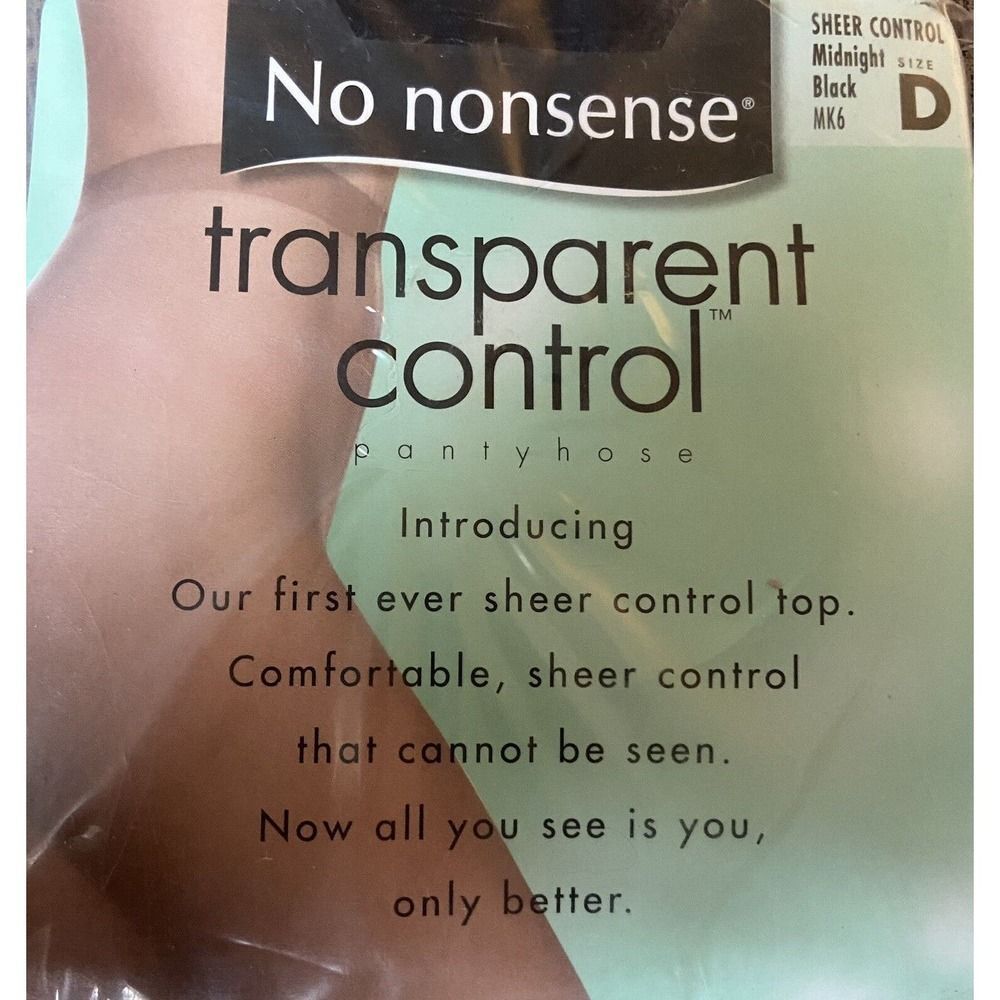 No nonsense®
SHEER CONTROL
Midnight SIZE
Black D
MK6
transparent
control™
pantyhose
Introducing
Our first ever sheer control top.
Comfortable, sheer control
that cannot be seen.
Now all you see is you,
only better.